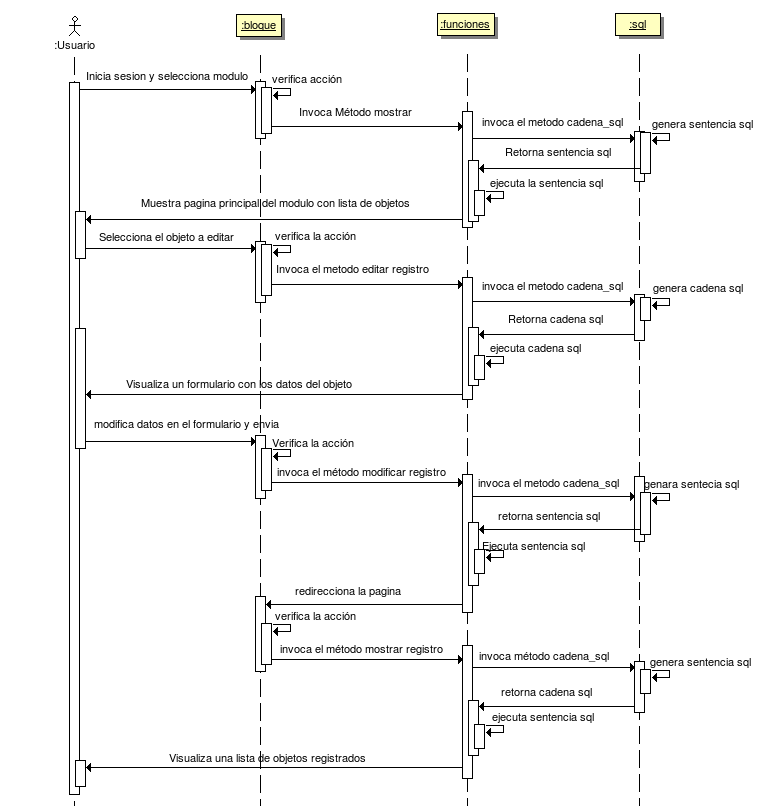 :Usuario
:bloque
:funciones
:sql
Inicia sesion y selecciona modulo
verifica acción
Invoca Método mostrar
invoca el metodo cadena_sql
genera sentencia sql
Retorna sentencia sql
ejecuta la sentencia sql
Muestra pagina principal del modulo con lista de objetos
Selecciona el objeto a editar
verifica la acción
Invoca el metodo editar registro
invoca el metodo cadena_sql
genera cadena sql
Retorna cadena sql
ejecuta cadena sql
Visualiza un formulario con los datos del objeto
modifica datos en el formulario y envia
Verifica la acción
invoca el método modificar registro
invoca el metodo cadena_sql
genara sentecia sql
retorna sentencia sql
Ejecuta sentencia sql
redirecciona la pagina
verifica la acción
invoca el método mostrar registro
invoca método cadena_sql
genera sentencia sql
retorna cadena sql
ejecuta sentencia sql
Visualiza una lista de objetos registrados